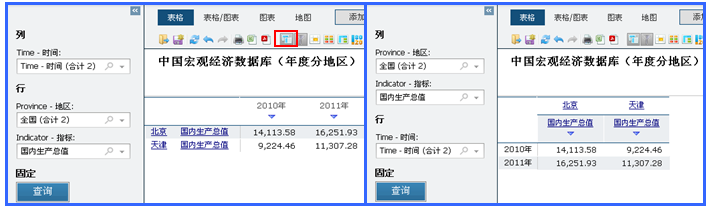 表格 表格/图表 图表 地图 添加
列
Time - 时间:
Time - 时间 (合计 2)
行
Province - 地区:
全国 (合计 2)
Indicator - 指标:
国内生产总值
固定
查询
中国宏观经济数据库（年度分地区）
2010年 2011年
北京 国内生产总值 14,113.58 16,251.93
天津 国内生产总值 9,224.46 11,307.28
表格 表格/图表 图表 地图 添加
列
Province - 地区:
全国 (合计 2)
Indicator - 指标:
国内生产总值
行
Time - 时间:
Time - 时间 (合计 2)
固定
查询
中国宏观经济数据库（年度分地区）
北京 天津
国内生产总值 国内生产总值
2010年 14,113.58 9,224.46
2011年 16,251.93 11,307.28